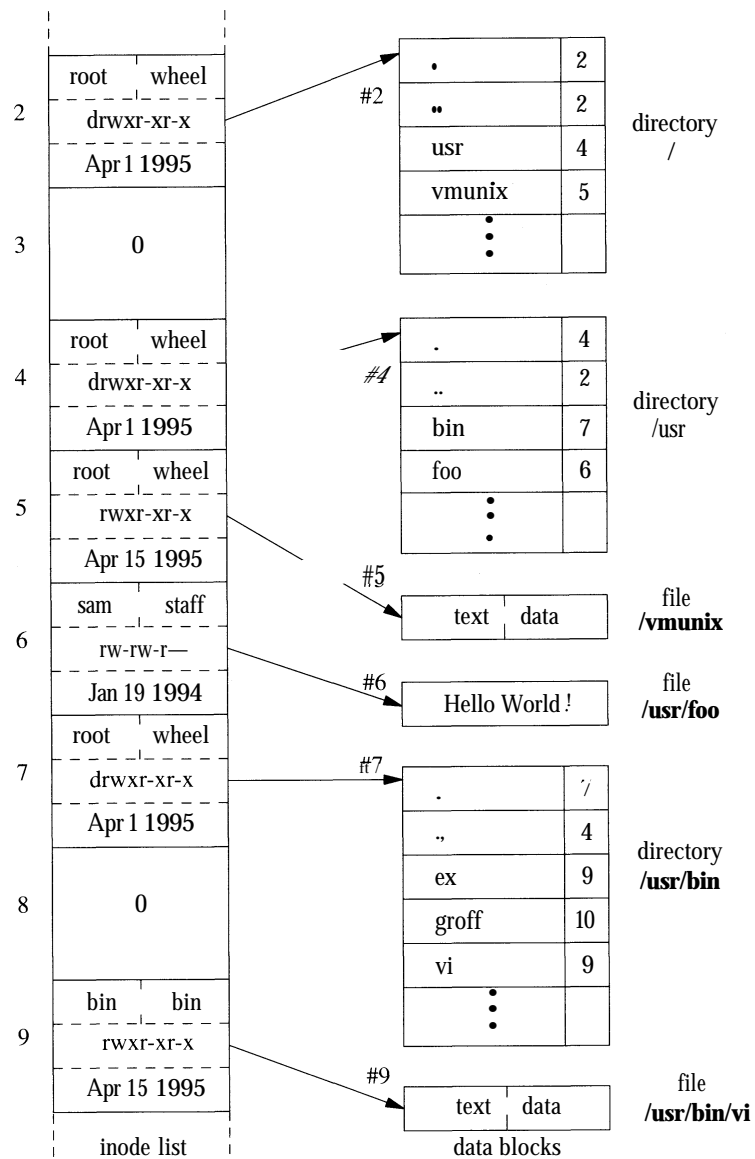 root wheel
2 drwxr-xr-x
Apr 1 1995
3 0
root wheel
4 drwxr-xr-x
Apr 1 1995
root wheel
5 rwxr-xr-x
Apr 15 1995
sam staff
6 rw-rw-r—
Jan 19 1994
root wheel
7 drwxr-xr-x
Apr 1 1995
8 0
bin bin
9 rwxr-xr-x
Apr 15 1995
inode list
#2
. 2
.. 2
usr 4
vmunix 5
directory
/
#4
. 4
.. 2
bin 7
foo 6
directory
/usr
#5
text data
file
/vmunix
#6
Hello World !
file
/usr/foo
#7
. 7
., 4
ex 9
groff 10
vi 9
directory
/usr/bin
#9
text data
file
/usr/bin/vi
data blocks